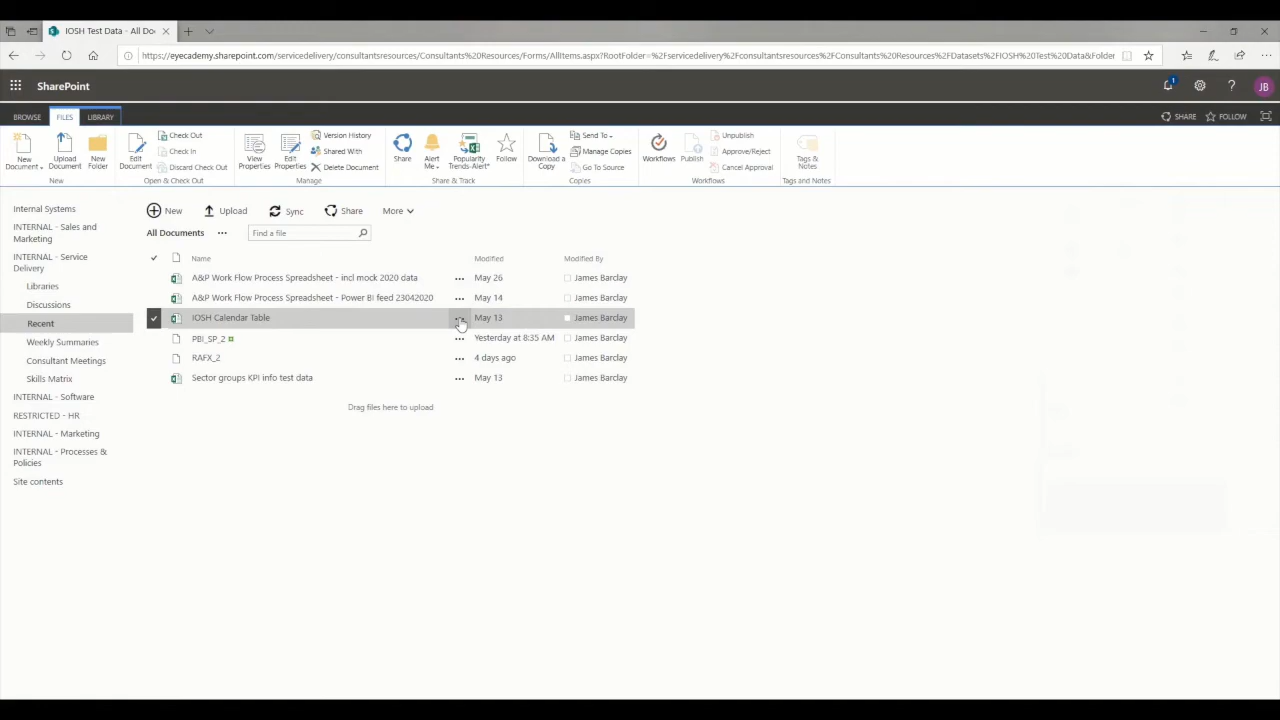 IOSH Test Data - All Do
https://eyecademy.sharepoint.com/servicedelivery/consultantsresources/Consultants%20Resources/Forms/AllItems.aspx?RootFolder=%2Fservicedelivery%2Fconsultantsresources%2FConsultants%20Resources%2FDatasets%2FIOSH%20Test%20Data&Folder
SharePoint
1
JB
BROWSE FILES LIBRARY
SHARE FOLLOW
New Document
Upload Document
New Folder
New
Edit Document
Check Out
Check In
Discard Check Out
Open & Check Out
View Properties
Edit Properties
Version History
Shared With
Delete Document
Manage
Share
Alert Me
Popularity Trends-Alert*
Follow
Share & Track
Download a Copy
Send To
Manage Copies
Go To Source
Copies
Workflows
Publish
Unpublish
Approve/Reject
Cancel Approval
Workflows
Tags & Notes
Tags and Notes
Internal Systems
INTERNAL - Sales and
Marketing
INTERNAL - Service
Delivery
Libraries
Discussions
Recent
Weekly Summaries
Consultant Meetings
Skills Matrix
INTERNAL - Software
RESTRICTED - HR
INTERNAL - Marketing
INTERNAL - Processes &
Policies
Site contents
New Upload Sync Share More
All Documents ... Find a file
Name Modified Modified By
A&P Work Flow Process Spreadsheet - incl mock 2020 data ... May 26 James Barclay
A&P Work Flow Process Spreadsheet - Power BI feed 23042020 ... May 14 James Barclay
IOSH Calendar Table ... May 13 James Barclay
PBI_SP_2 ... Yesterday at 8:35 AM James Barclay
RAFX_2 ... 4 days ago James Barclay
Sector groups KPI info test data ... May 13 James Barclay
Drag files here to upload